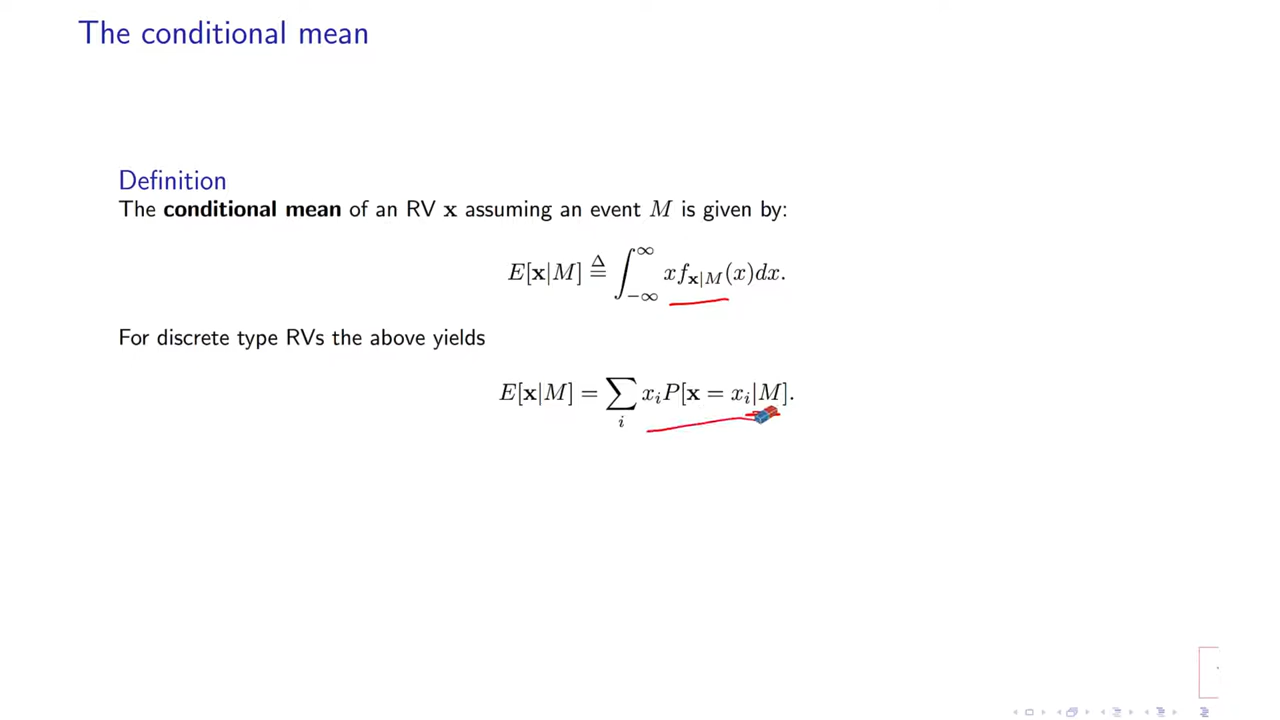 The conditional mean
Definition
The conditional mean of an RV x assuming an event M is given by:
E[x|M] ≜ ∫_{−∞}^{∞} x f_{x|M}(x)dx.
For discrete type RVs the above yields
E[x|M] = ∑_i x_i P[x = x_i|M].